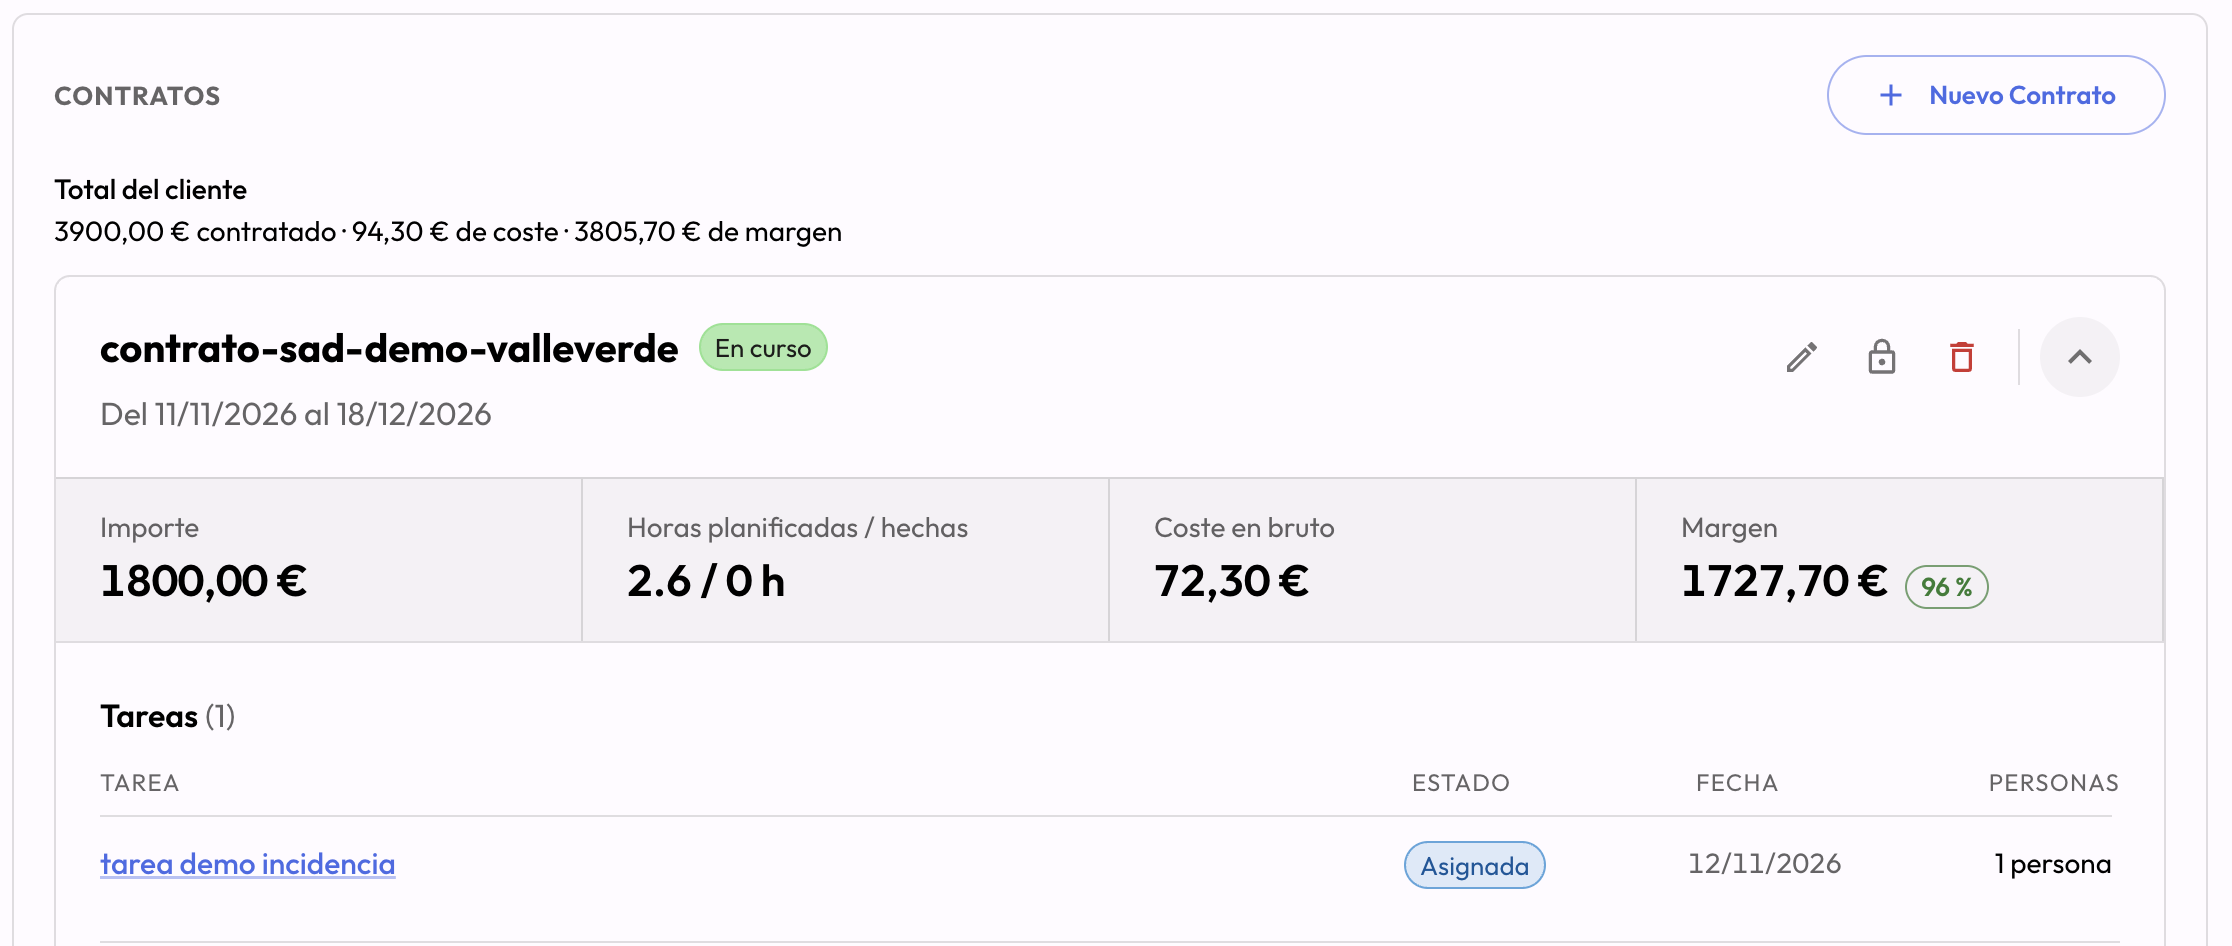 CONTRATOS
+ Nuevo Contrato
Total del cliente
3900,00 € contratado · 94,30 € de coste · 3805,70 € de margen
contrato-sad-demo-valleverde En curso
Del 11/11/2026 al 18/12/2026
Importe
1800,00 €
Horas planificadas / hechas
2.6 / 0 h
Coste en bruto
72,30 €
Margen
1727,70 € 96 %
Tareas (1)
TAREA ESTADO FECHA PERSONAS
tarea demo incidencia Asignada 12/11/2026 1 persona